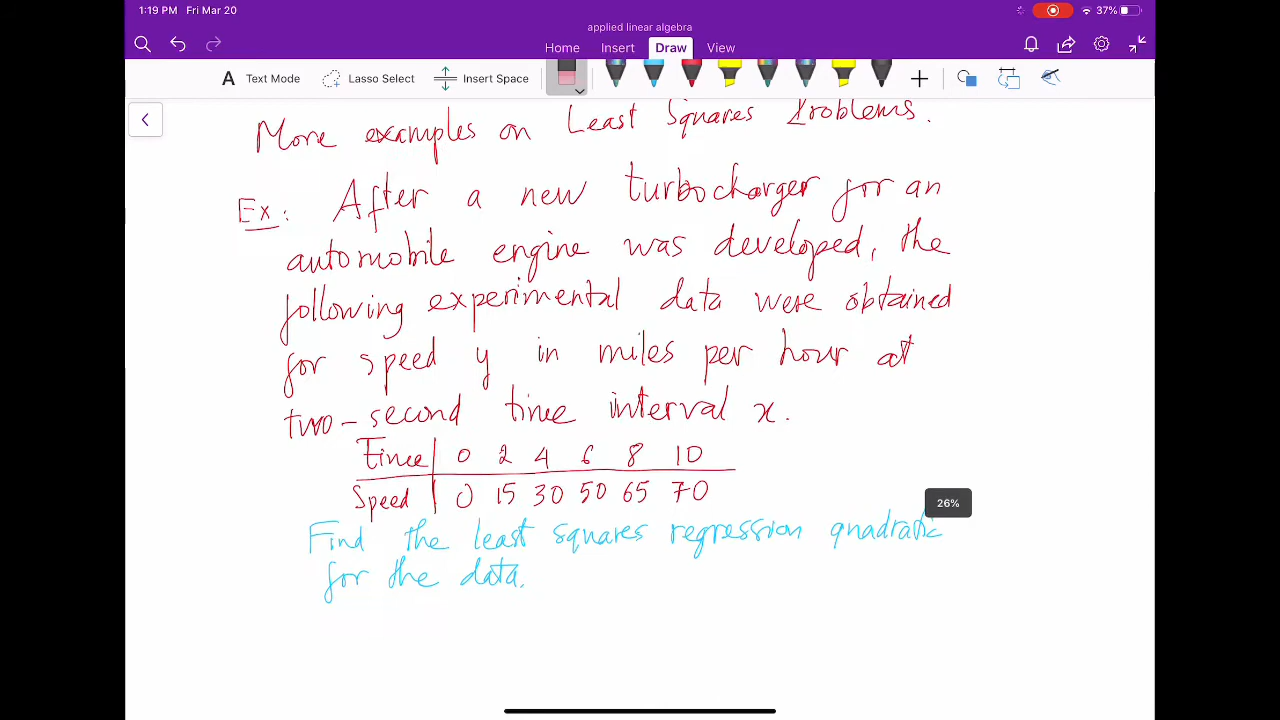 1:19 PM Fri Mar 20
37%
applied linear algebra
Home Insert Draw View
Text Mode Lasso Select Insert Space
More examples on Least Squares Problems.
Ex: After a new turbocharger for an
automobile engine was developed, the
following experimental data were obtained
for speed y in miles per hour at
two-second time interval x.
Time 0 2 4 6 8 10
Speed 0 15 30 50 65 70
26%
Find the least squares regression quadratic
for the data.